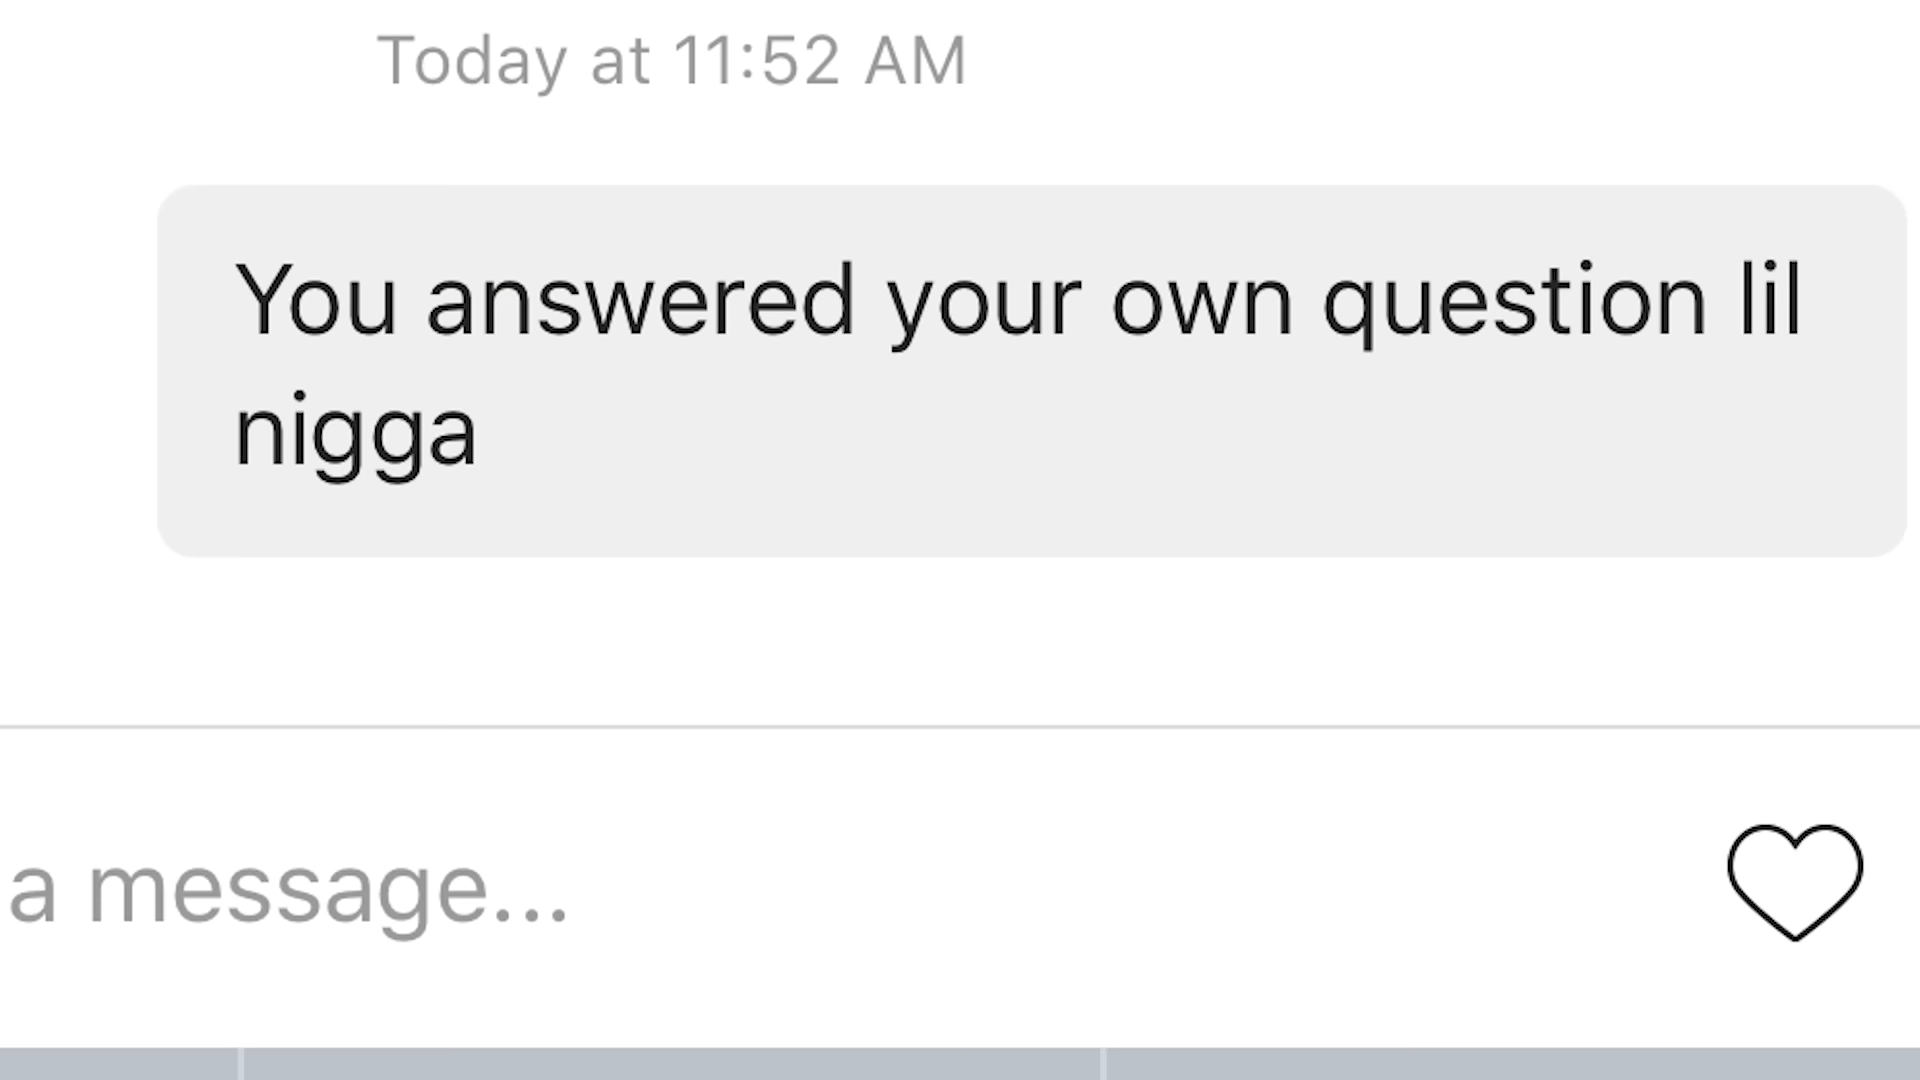 Today at 11:52 AM
You answered your own question lil
nigga
a message...